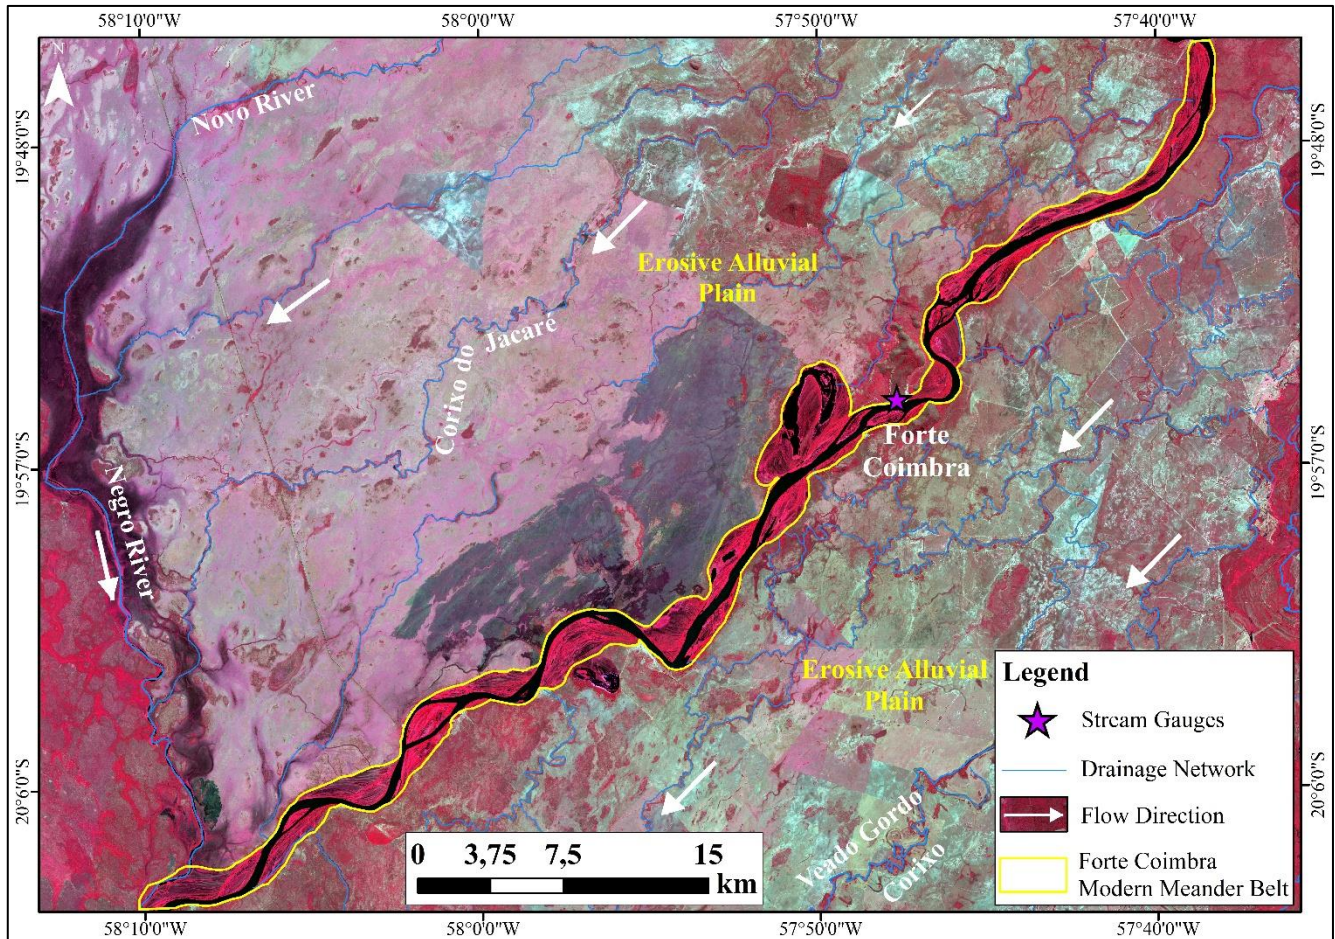 58°10'0"W
58°0'0"W
57°50'0"W
57°40'0"W
N
Novo River
19°48'0"S
19°48'0"S
Erosive Alluvial
Plain
Corixo do
Jacaré
Forte
Coimbra
19°57'0"S
19°57'0"S
Negro River
Erosive Alluvial
Plain
Veado Gordo
Corixo
20°6'0"S
20°6'0"S
0 3,75 7,5 15
km
Legend
Stream Gauges
Drainage Network
Flow Direction
Forte Coimbra
Modern Meander Belt
58°10'0"W
58°0'0"W
57°50'0"W
57°40'0"W